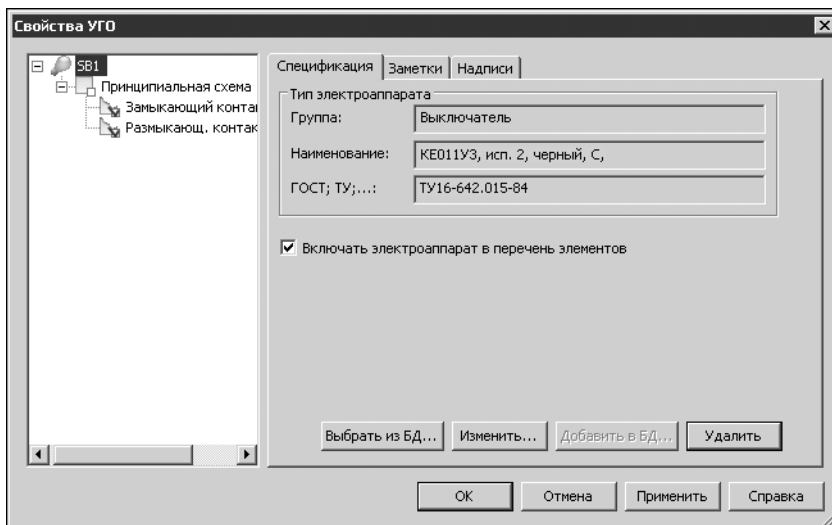 Свойства УГО
SB1
Принципиальная схема
Замыкающий конта
Размыкающ. контак
Спецификация
Заметки
Надписи
Тип электроаппарата
Группа:
Выключатель
Наименование:
КЕ011У3, исп. 2, черный, С,
ГОСТ; ТУ;...:
ТУ16-642.015-84
Включать электроаппарат в перечень элементов
Выбрать из БД...
Изменить...
Добавить в БД...
Удалить
ОК
Отмена
Применить
Справка